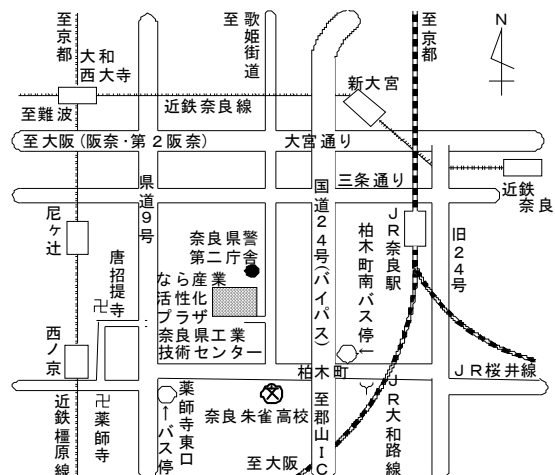 至京都
至歌姫街道
至京都
N
大和
西大寺
新大宮
至難波
近鉄奈良線
至大阪(阪奈・第2阪奈)
大宮通り
三条通り
近鉄
奈良
県道9号
国道24号(バイパス)
尼ヶ辻
唐招提寺
奈良県警
第二庁舎
柏木町南バス停←
JR奈良駅
旧24号
なら産業
活性化
プラザ
奈良県工業
技術センター
西ノ京
柏木町
JR桜井線
近鉄橿原線
卍薬師寺
薬師寺東口
↑バス停
奈良朱雀高校
至郡山IC
JR大和路線
至大阪